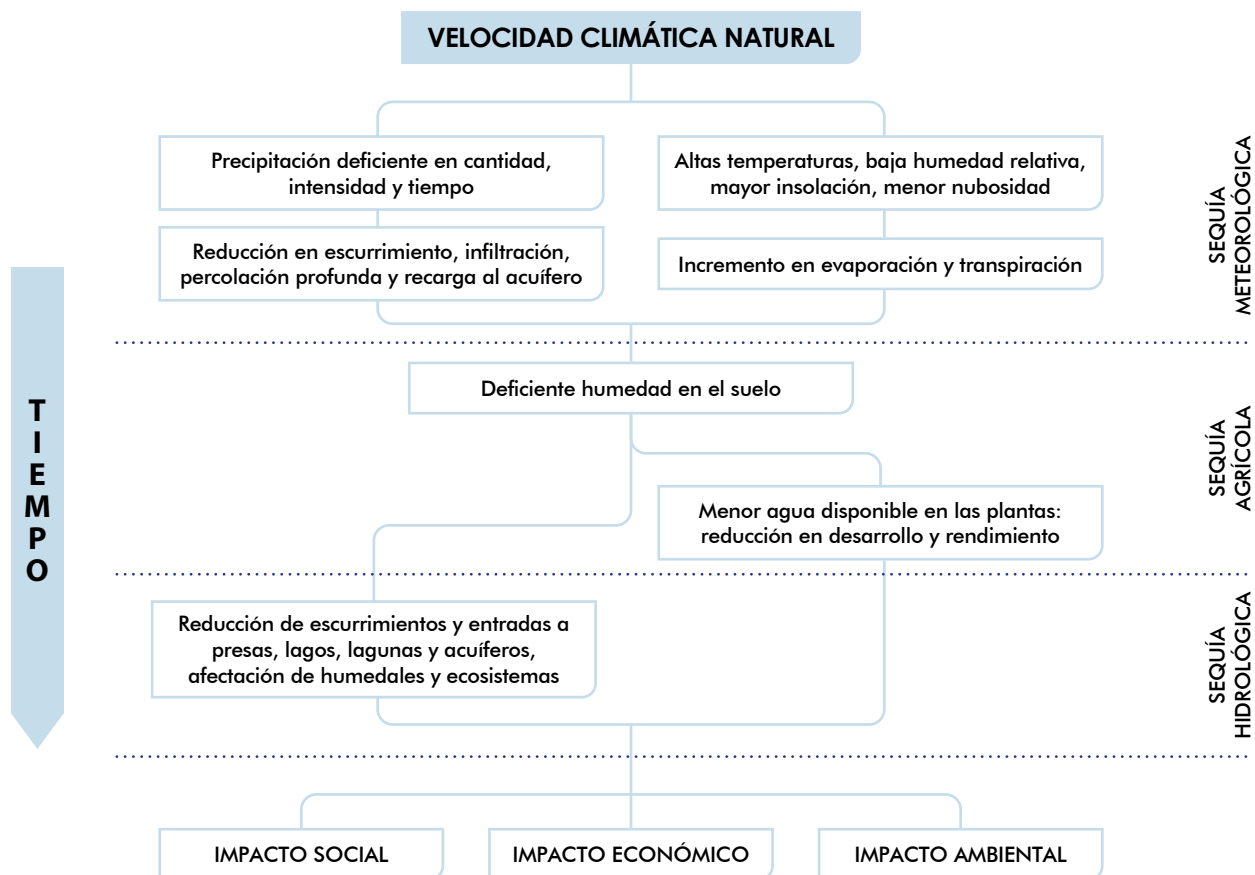 VELOCIDAD CLIMÁTICA NATURAL
Precipitación deficiente en cantidad,
intensidad y tiempo
Altas temperaturas, baja humedad relativa,
mayor insolación, menor nubosidad
Reducción en escurrimiento, infiltración,
percolación profunda y recarga al acuífero
Incremento en evaporación y transpiración
SEQUÍA
METEOROLÓGICA
TIEMPO
Deficiente humedad en el suelo
Menor agua disponible en las plantas:
reducción en desarrollo y rendimiento
SEQUÍA
AGRÍCOLA
Reducción de escurrimientos y entradas a
presas, lagos, lagunas y acuíferos,
afectación de humedales y ecosistemas
SEQUÍA
HIDROLÓGICA
IMPACTO SOCIAL
IMPACTO ECONÓMICO
IMPACTO AMBIENTAL